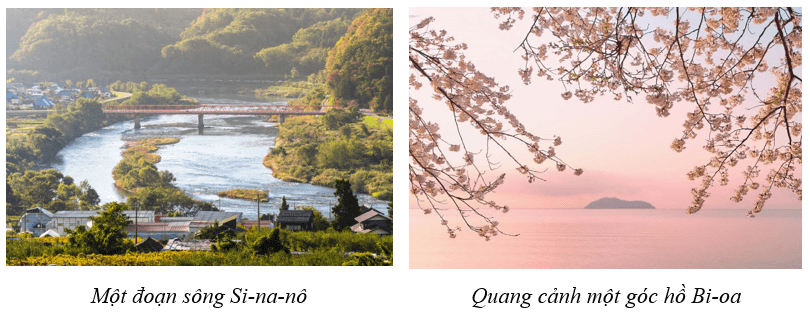 Một đoạn sông Si-na-nô
Quang cảnh một góc hồ Bi-oa